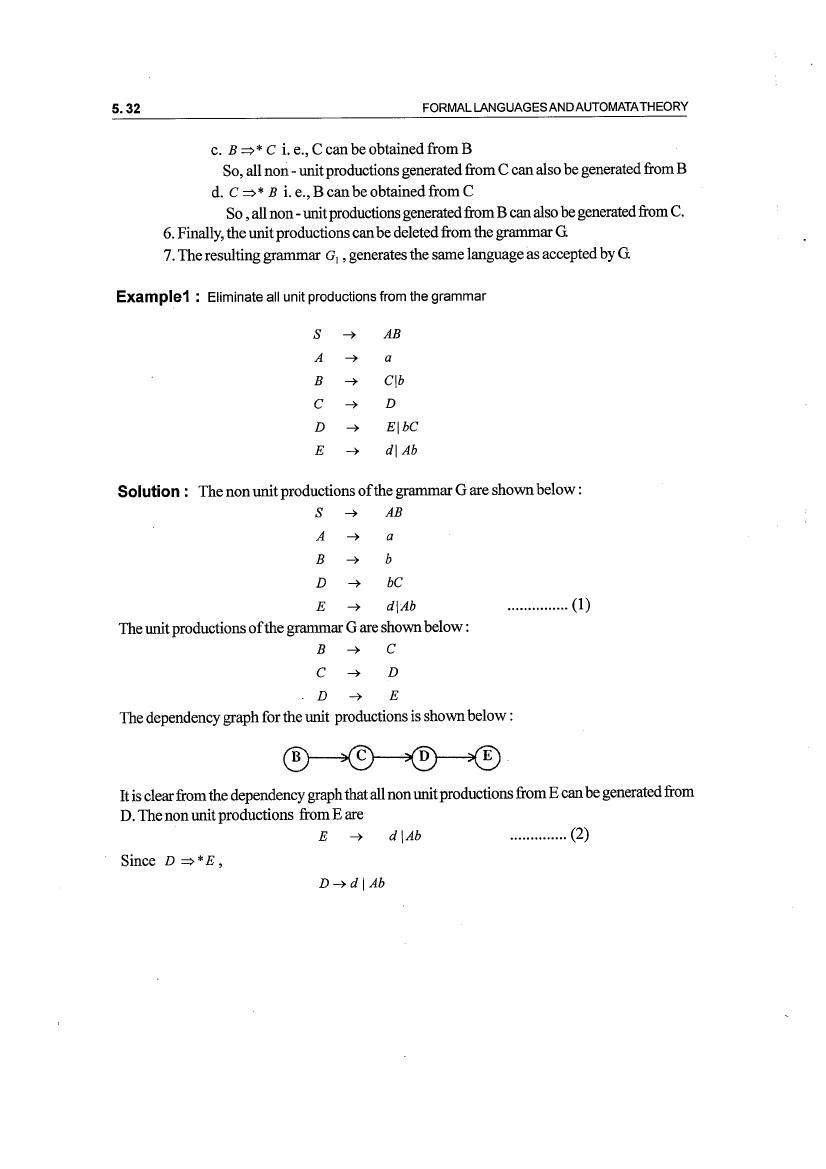 5.32 FORMAL LANGUAGES AND AUTOMATA THEORY
c. B ⇒* C i. e., C can be obtained from B
So, all non - unit productions generated from C can also be generated from B
d. C ⇒* B i. e., B can be obtained from C
So , all non - unit productions generated from B can also be generated from C.
6. Finally, the unit productions can be deleted from the grammar G.
7. The resulting grammar G₁ , generates the same language as accepted by G.
Example1 : Eliminate all unit productions from the grammar
S → AB
A → a
B → C|b
C → D
D → E| bC
E → d| Ab
Solution : The non unit productions of the grammar G are shown below :
S → AB
A → a
B → b
D → bC
E → d|Ab ............... (1)
The unit productions of the grammar G are shown below :
B → C
C → D
D → E
The dependency graph for the unit productions is shown below :
B C D E
It is clear from the dependency graph that all non unit productions from E can be generated from
D. The non unit productions from E are
E → d |Ab .............. (2)
Since D ⇒ *E ,
D → d | Ab